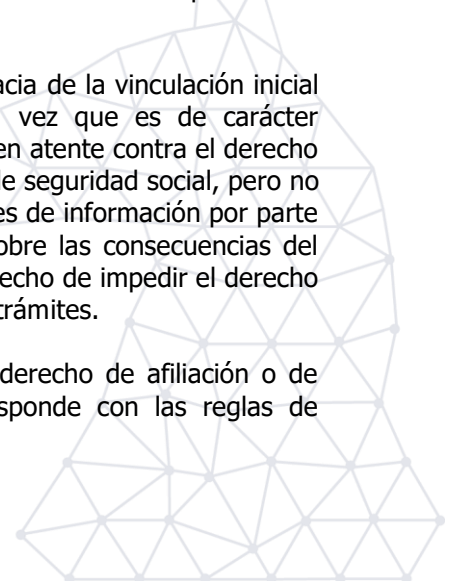 acia de la vinculación inicial
vez que es de carácter
en atente contra el derecho
de seguridad social, pero no
es de información por parte
obre las consecuencias del
echo de impedir el derecho
trámites.
derecho de afiliación o de
sponde con las reglas de